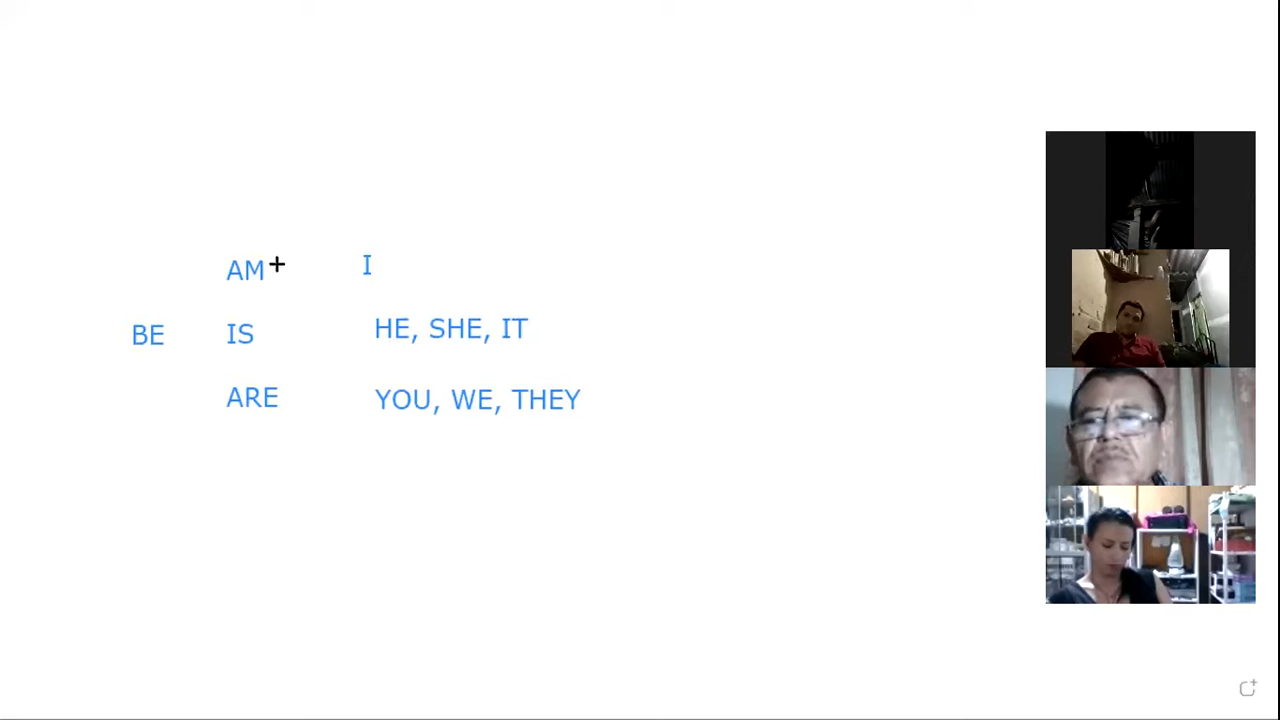 AM I
BE IS HE, SHE, IT
ARE YOU, WE, THEY